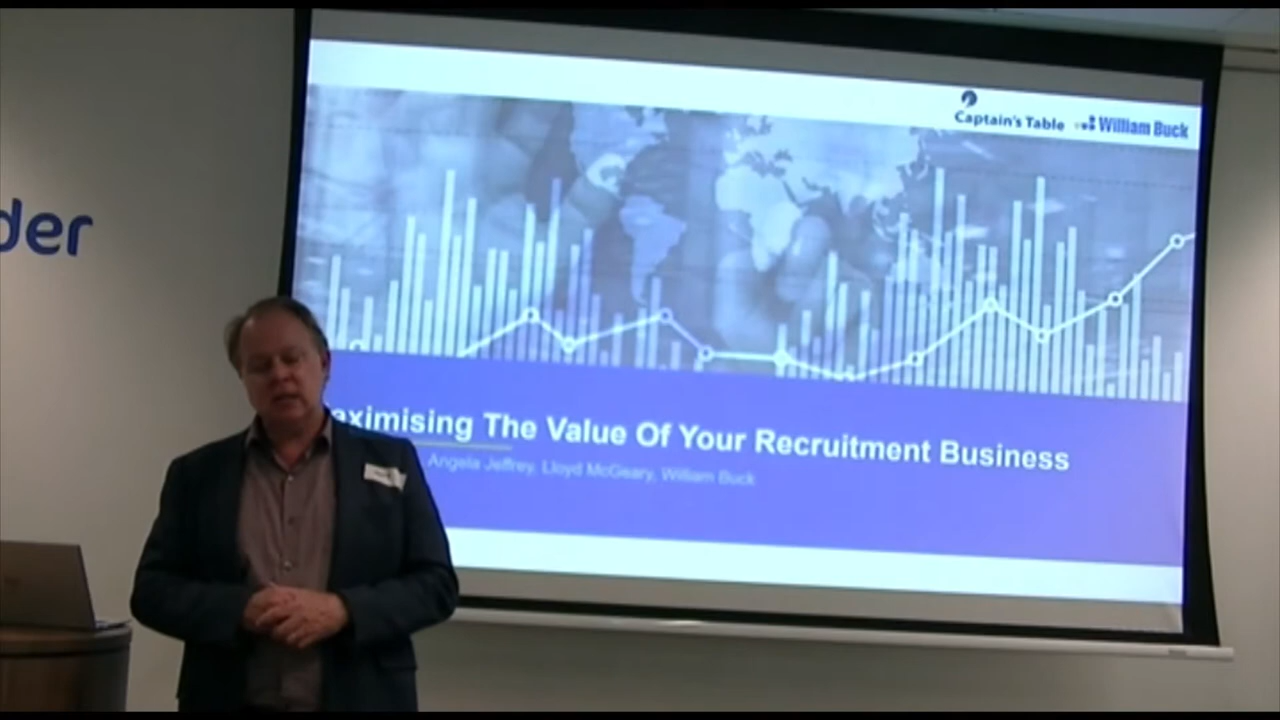 Captain's Table William Buck
der
aximising The Value Of Your Recruitment Business
Angela Jeffrey, Lloyd McGeary, William Buck